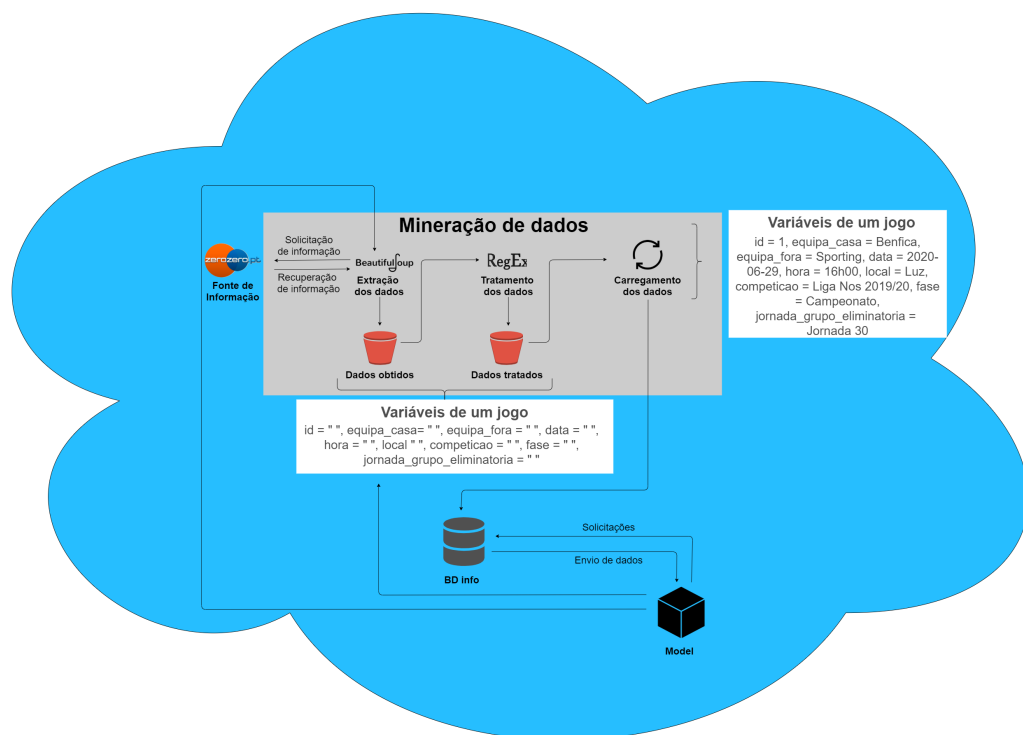 Mineração de dados
Solicitação
de informação
zerozero.pt
Recuperação
de informação
Fonte de
Informação
BeautifulSoup
Extração
dos dados
RegEx
Tratamento
dos dados
Carregamento
dos dados
Dados obtidos
Dados tratados
Variáveis de um jogo
id = 1, equipa_casa = Benfica,
equipa_fora = Sporting, data = 2020-
06-29, hora = 16h00, local = Luz,
competicao = Liga Nos 2019/20, fase
= Campeonato,
jornada_grupo_eliminatoria =
Jornada 30
Variáveis de um jogo
id = " ", equipa_casa= " ", equipa_fora = " ", data = " ",
hora = " ", local " ", competicao = " ", fase = " ",
jornada_grupo_eliminatoria = " "
Solicitações
Envio de dados
BD info
Model